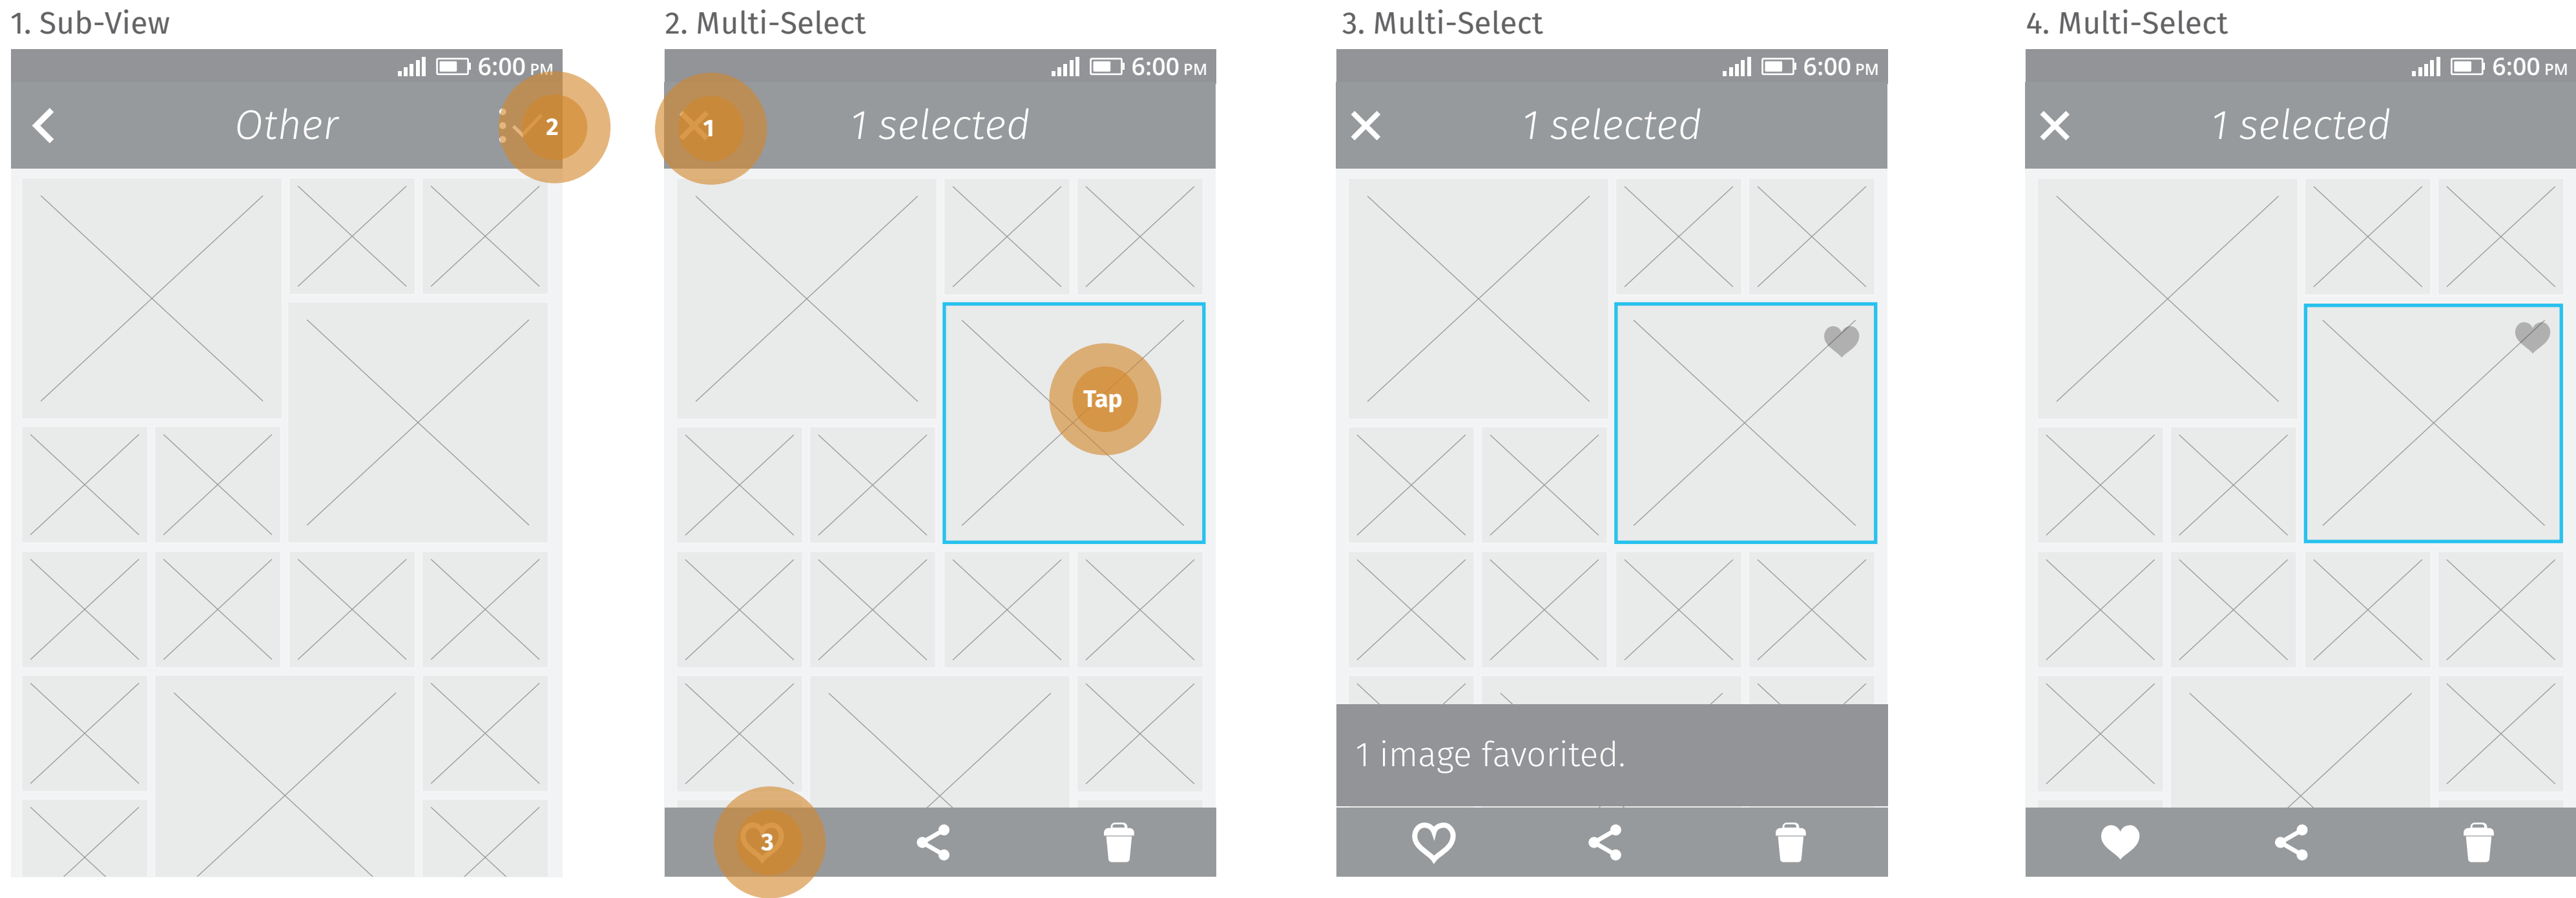 1. Sub-View
6:00 PM
Other
2
2. Multi-Select
6:00 PM
1
1 selected
Tap
3
3. Multi-Select
6:00 PM
1 selected
1 image favorited.
4. Multi-Select
6:00 PM
1 selected